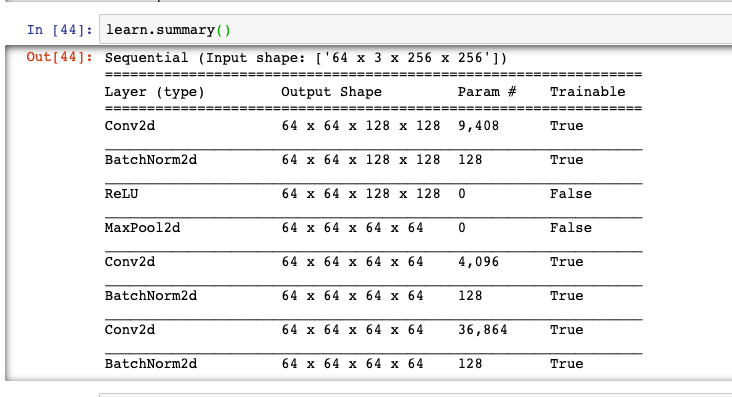 In [44]: learn.summary()
Out[44]: Sequential (Input shape: ['64 x 3 x 256 x 256'])
================================================================
Layer (type) Output Shape Param # Trainable
================================================================
Conv2d 64 x 64 x 128 x 128 9,408 True
________________________________________________________________
BatchNorm2d 64 x 64 x 128 x 128 128 True
________________________________________________________________
ReLU 64 x 64 x 128 x 128 0 False
________________________________________________________________
MaxPool2d 64 x 64 x 64 x 64 0 False
________________________________________________________________
Conv2d 64 x 64 x 64 x 64 4,096 True
________________________________________________________________
BatchNorm2d 64 x 64 x 64 x 64 128 True
________________________________________________________________
Conv2d 64 x 64 x 64 x 64 36,864 True
________________________________________________________________
BatchNorm2d 64 x 64 x 64 x 64 128 True